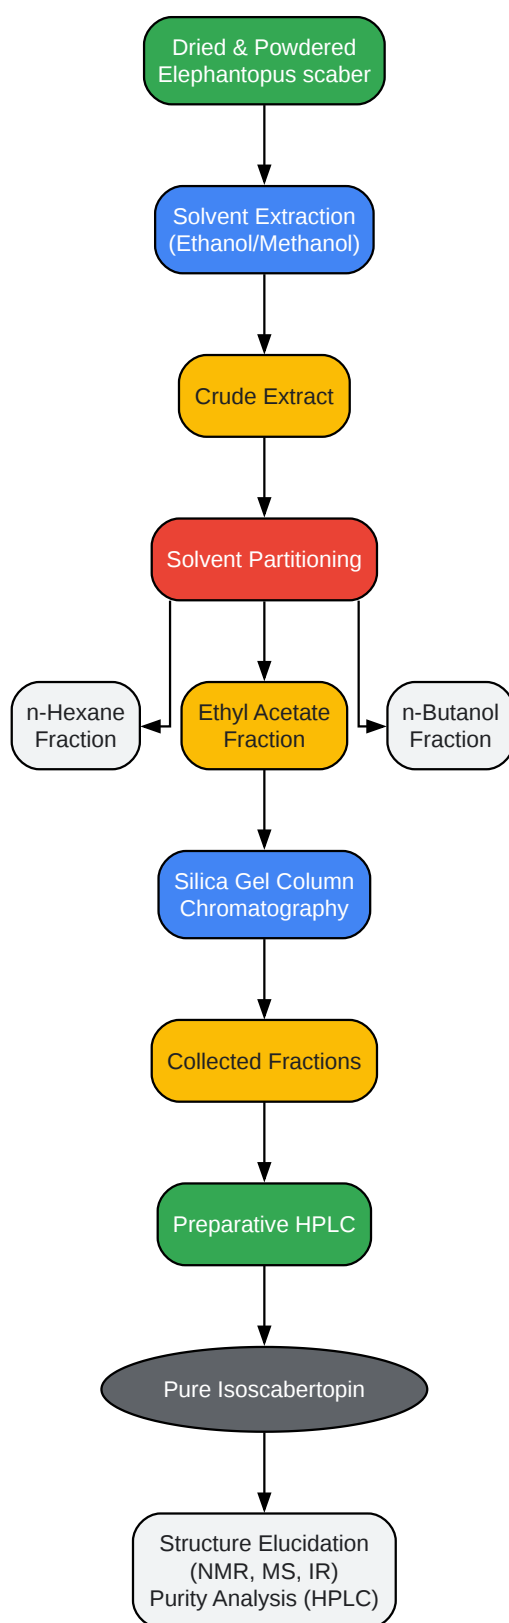 Dried & Powdered
Elephantopus scaber
Solvent Extraction
(Ethanol/Methanol)
Crude Extract
Solvent Partitioning
n-Hexane
Fraction
Ethyl Acetate
Fraction
n-Butanol
Fraction
Silica Gel Column
Chromatography
Collected Fractions
Preparative HPLC
Pure Isoscabertopin
Structure Elucidation
(NMR, MS, IR)
Purity Analysis (HPLC)